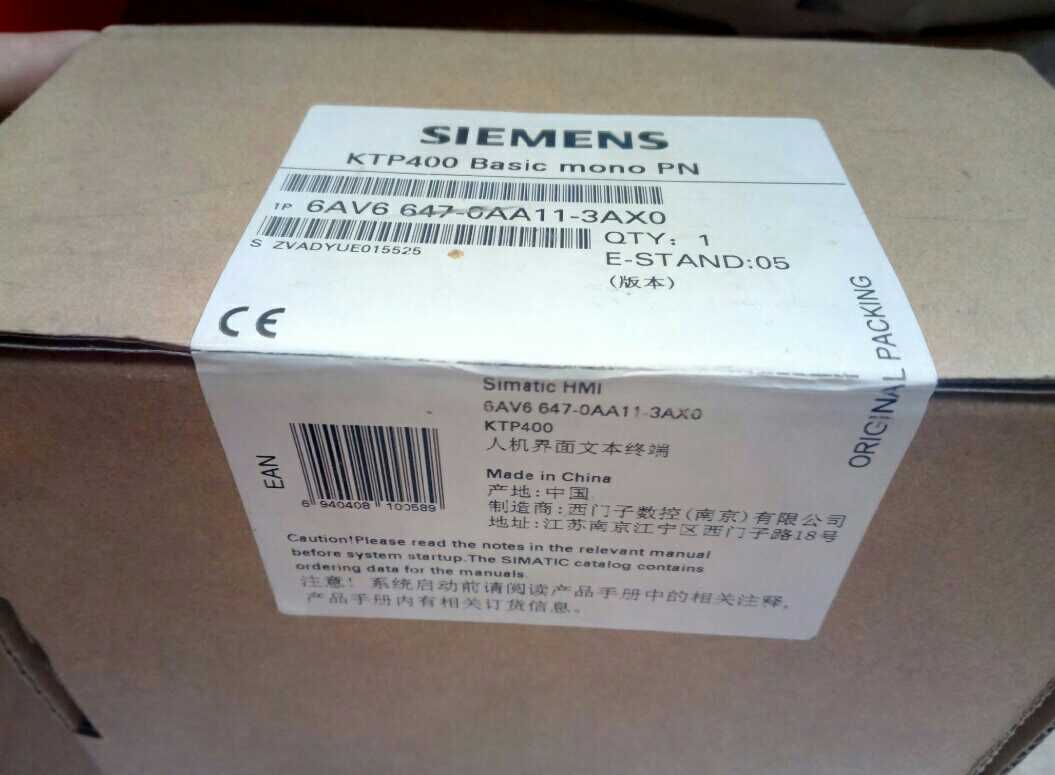 SIEMENS
KTP400 Basic mono PN
1P 6AV6 647-0AA11-3AX0
S ZVADYUE015525
QTY: 1
E-STAND:05
(版本)
CE
ORIGINAL PACKING
Simatic HMI
6AV6 647-0AA11-3AX0
KTP400
人机界面文本终端
EAN
6 940408 100589
Made in China
产地:中国
制造商:西门子数控(南京)有限公司
地址:江苏南京江宁区西门子路18号
Caution!Please read the notes in the relevant manual
before system startup.The SIMATIC catalog contains
ordering data for the manuals.
注意! 系统启动前请阅读产品手册中的相关注释,
产品手册内有相关订货信息。